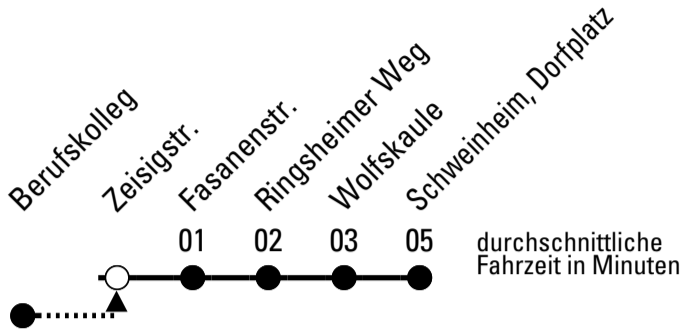 Berufskolleg
Zeisigstr.
Fasanenstr.
Ringsheimer Weg
Wolfskaule
Schweinheim, Dorfplatz
01 02 03 05
durchschnittliche
Fahrzeit in Minuten